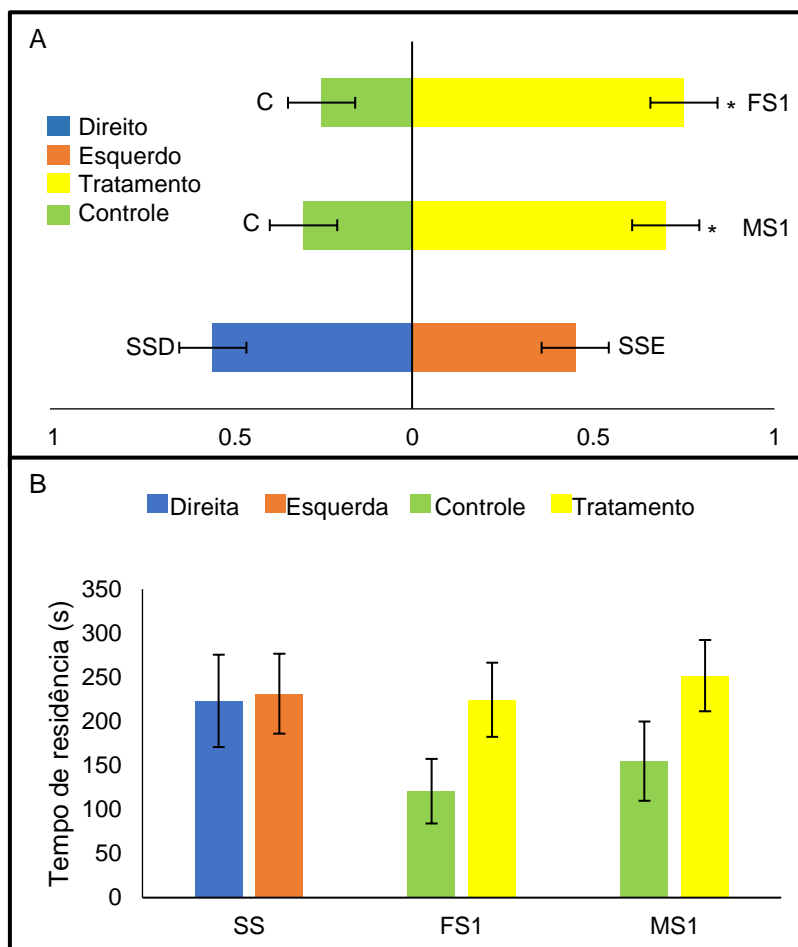 A
C
* FS1
Direito
Esquerdo
Tratamento
Controle
C
* MS1
SSD
SSE
1 0.5 0 0.5 1
B
Direita Esquerda Controle Tratamento
Tempo de residência (s)
350
300
250
200
150
100
50
0
SS FS1 MS1